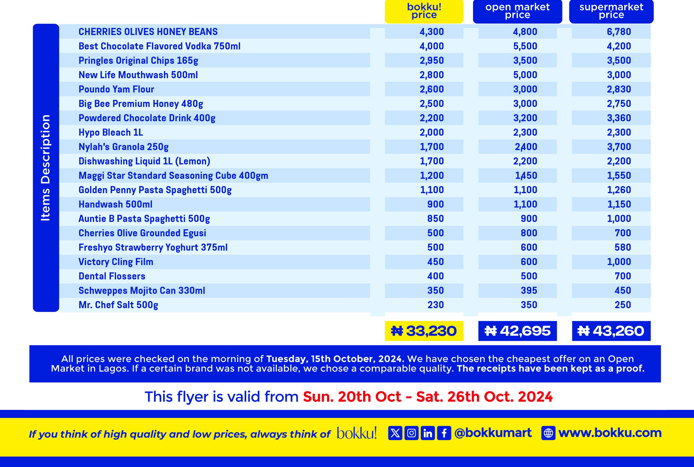 bokku! price open market price supermarket price
Items Description
CHERRIES OLIVES HONEY BEANS 4,300 4,800 6,780
Best Chocolate Flavored Vodka 750ml 4,000 5,500 4,200
Pringles Original Chips 165g 2,950 3,500 3,500
New Life Mouthwash 500ml 2,800 5,000 3,000
Poundo Yam Flour 2,600 3,000 2,830
Big Bee Premium Honey 480g 2,500 3,000 2,750
Powdered Chocolate Drink 400g 2,200 3,200 3,360
Hypo Bleach 1L 2,000 2,300 2,300
Nylah's Granola 250g 1,700 2,400 3,700
Dishwashing Liquid 1L (Lemon) 1,700 2,200 2,200
Maggi Star Standard Seasoning Cube 400gm 1,200 1,450 1,550
Golden Penny Pasta Spaghetti 500g 1,100 1,100 1,260
Handwash 500ml 900 1,100 1,150
Auntie B Pasta Spaghetti 500g 850 900 1,000
Cherries Olive Grounded Egusi 500 800 700
Freshyo Strawberry Yoghurt 375ml 500 600 580
Victory Cling Film 450 600 1,000
Dental Flossers 400 500 700
Schweppes Mojito Can 330ml 350 395 450
Mr. Chef Salt 500g 230 350 250
₦ 33,230 ₦ 42,695 ₦ 43,260
All prices were checked on the morning of Tuesday, 15th October, 2024. We have chosen the cheapest offer on an Open
Market in Lagos. If a certain brand was not available, we chose a comparable quality. The receipts have been kept as a proof.
This flyer is valid from Sun. 20th Oct - Sat. 26th Oct. 2024
If you think of high quality and low prices, always think of bokku! @bokkumart www.bokku.com